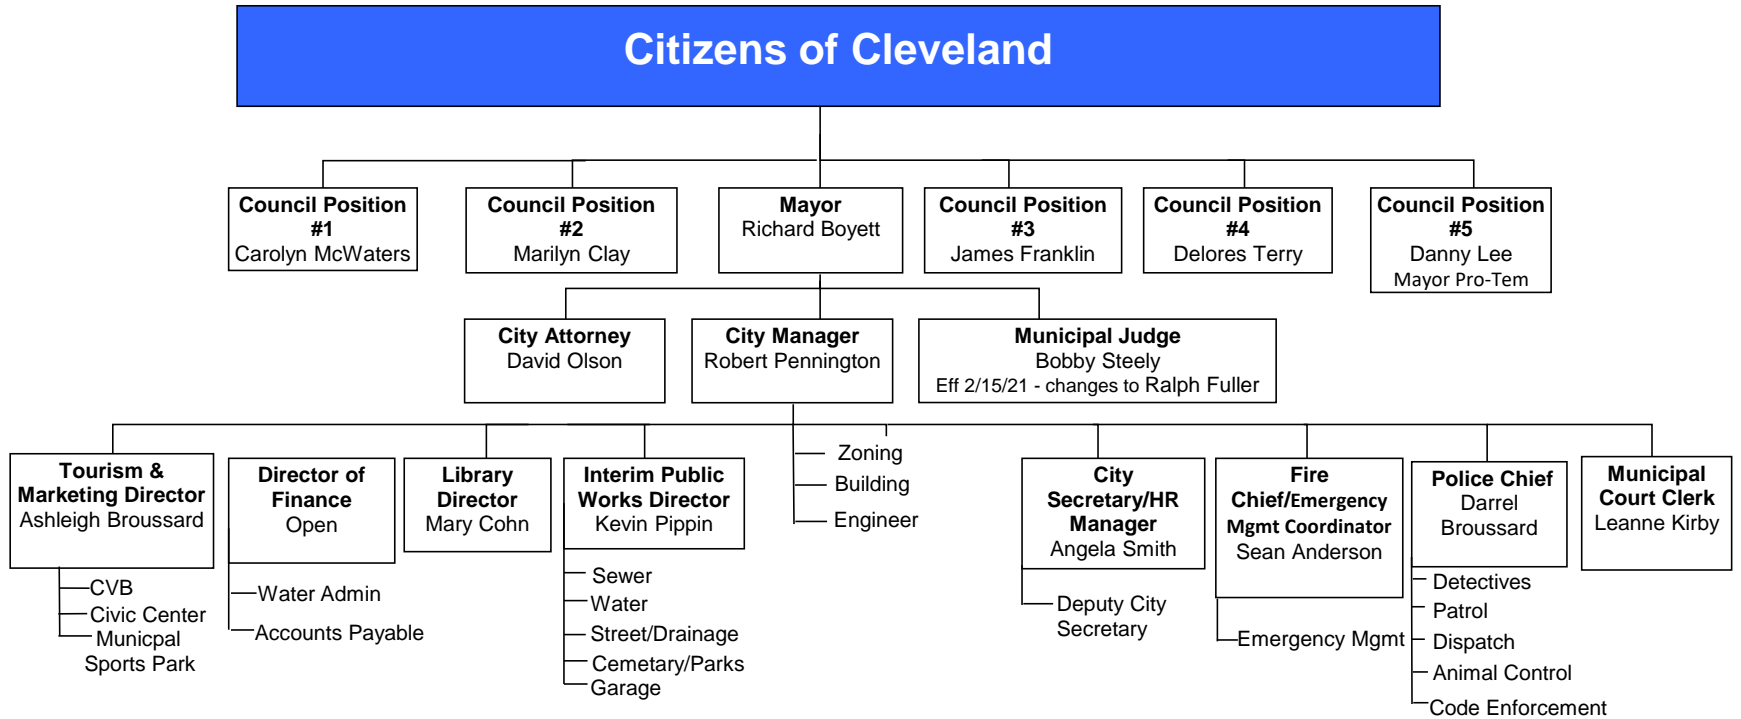 Citizens of Cleveland
Council Position
#1
Carolyn McWaters
Council Position
#2
Marilyn Clay
Mayor
Richard Boyett
Council Position
#3
James Franklin
Council Position
#4
Delores Terry
Council Position
#5
Danny Lee
Mayor Pro-Tem
City Attorney
David Olson
City Manager
Robert Pennington
Municipal Judge
Bobby Steely
Eff 2/15/21 - changes to Ralph Fuller
Tourism &
Marketing Director
Ashleigh Broussard
CVB
Civic Center
Municpal
Sports Park
Director of
Finance
Open
Water Admin
Accounts Payable
Library
Director
Mary Cohn
Interim Public
Works Director
Kevin Pippin
Sewer
Water
Street/Drainage
Cemetary/Parks
Garage
Zoning
Building
Engineer
City
Secretary/HR
Manager
Angela Smith
Deputy City
Secretary
Fire
Chief/Emergency
Mgmt Coordinator
Sean Anderson
Emergency Mgmt
Police Chief
Darrel
Broussard
Detectives
Patrol
Dispatch
Animal Control
Code Enforcement
Municipal
Court Clerk
Leanne Kirby